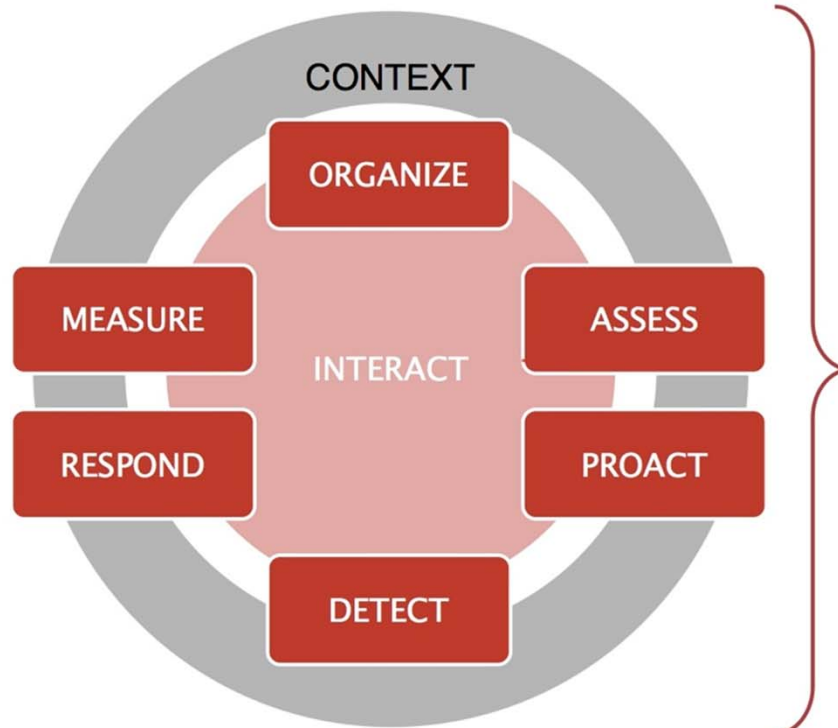 CONTEXT
ORGANIZE
MEASURE
ASSESS
INTERACT
RESPOND
PROACT
DETECT